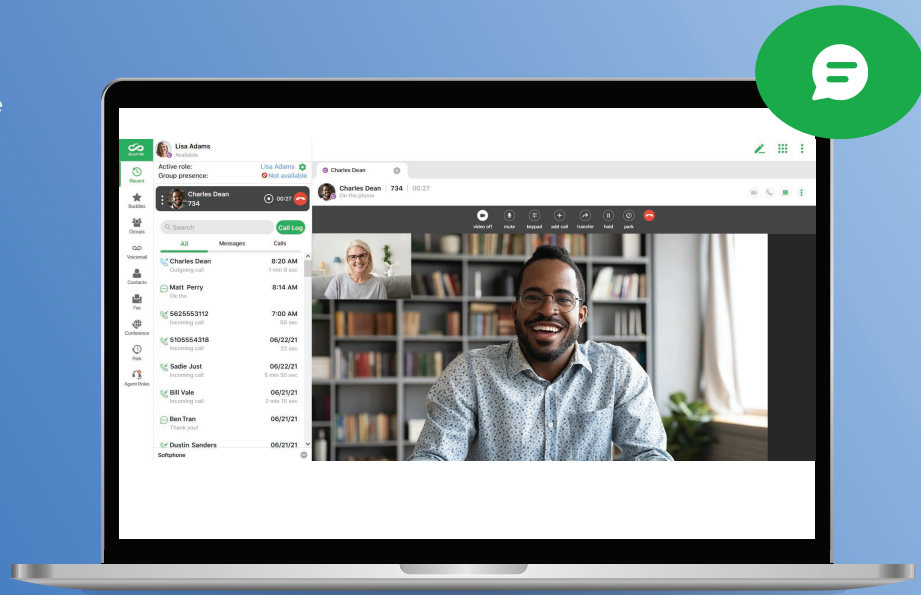 e
Lisa Adams
Available
Active role: Lisa Adams
Group presence: Not available
Charles Dean
734
00:27
Search
Call Log
All Messages Calls
Charles Dean 8:20 AM
Outgoing call 1 min 9 sec
Matt Perry 8:14 AM
Ok thx
5625553112 7:00 AM
Incoming call 56 sec
5105554318 06/22/21
Incoming call 22 sec
Sadie Just 06/22/21
Incoming call 5 min 50 sec
Bill Vale 06/21/21
Incoming call 2 min 15 sec
Ben Tran 06/21/21
Thank you!
Dustin Sanders 06/21/21
Softphone
Recent
Buddies
Groups
Voicemail
Contacts
Fax
Conference
Park
Agent Roles
Charles Dean
Charles Dean 734 00:27
On the phone
video off mute keypad add call transfer hold park